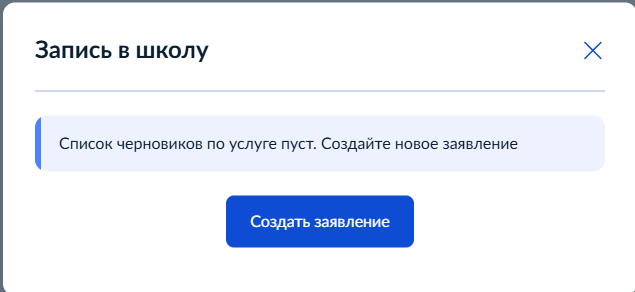 Запись в школу
Список черновиков по услуге пуст. Создайте новое заявление
Создать заявление